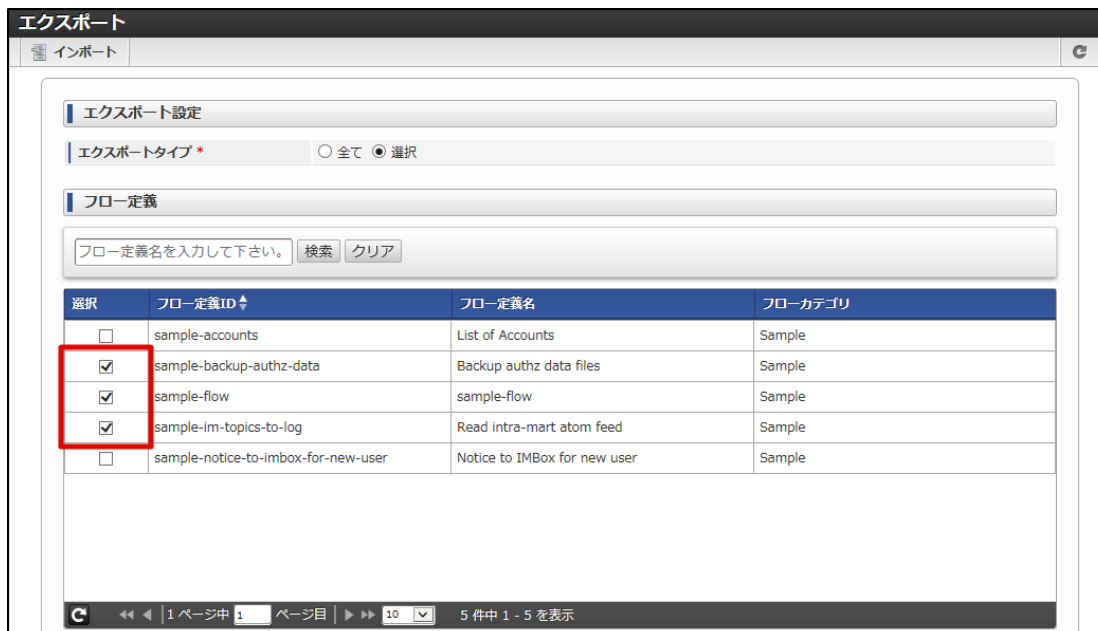 エクスポート
インポート
エクスポート設定
エクスポートタイプ * 全て 選択
フロー定義
フロー定義名を入力して下さい。 検索 クリア
選択 フロー定義ID フロー定義名 フローカテゴリ
sample-accounts List of Accounts Sample
sample-backup-authz-data Backup authz data files Sample
sample-flow sample-flow Sample
sample-im-topics-to-log Read intra-mart atom feed Sample
sample-notice-to-imbox-for-new-user Notice to IMBox for new user Sample
1 ページ中 1 ページ目 10 5 件中 1 - 5 を表示